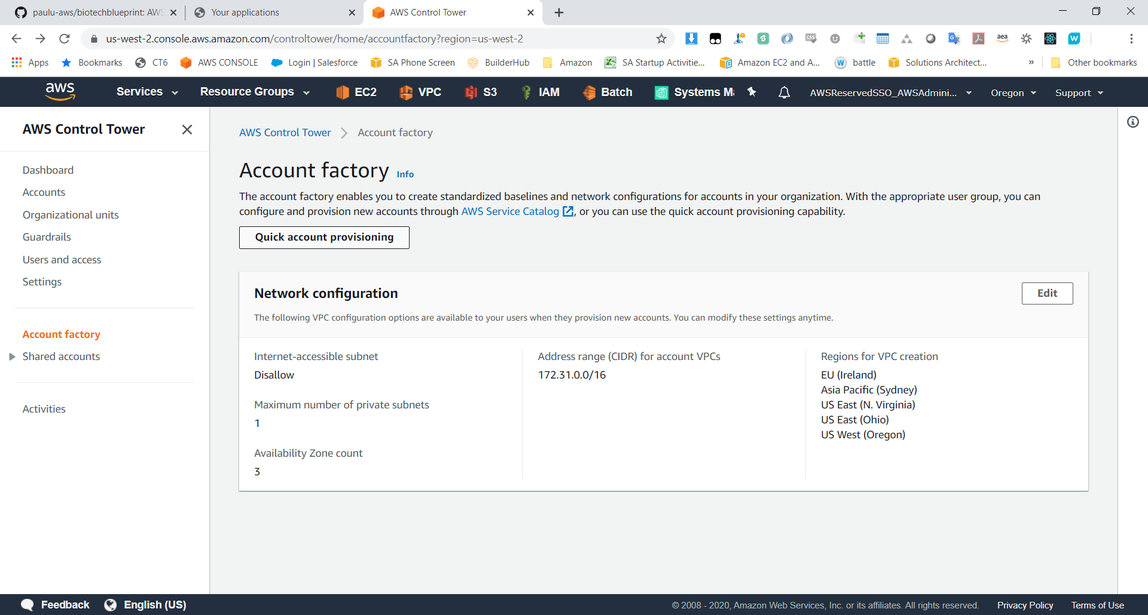 paulu-aws/biotechblueprint: AWS
Your applications
AWS Control Tower
us-west-2.console.aws.amazon.com/controltower/home/accountfactory?region=us-west-2
Apps
Bookmarks
CT6
AWS CONSOLE
Login | Salesforce
SA Phone Screen
BuilderHub
Amazon
SA Startup Activitie...
Amazon EC2 and A...
battle
Solutions Architect...
»
Other bookmarks
aws
Services
Resource Groups
EC2
VPC
S3
IAM
Batch
Systems M
AWSReservedSSO_AWSAdmini...
Oregon
Support
AWS Control Tower
Dashboard
Accounts
Organizational units
Guardrails
Users and access
Settings
Account factory
Shared accounts
Activities
AWS Control Tower
Account factory
Account factory Info
The account factory enables you to create standardized baselines and network configurations for accounts in your organization. With the appropriate user group, you can
configure and provision new accounts through AWS Service Catalog , or you can use the quick account provisioning capability.
Quick account provisioning
Network configuration
Edit
The following VPC configuration options are available to your users when they provision new accounts. You can modify these settings anytime.
Internet-accessible subnet
Disallow
Maximum number of private subnets
1
Availability Zone count
3
Address range (CIDR) for account VPCs
172.31.0.0/16
Regions for VPC creation
EU (Ireland)
Asia Pacific (Sydney)
US East (N. Virginia)
US East (Ohio)
US West (Oregon)
Feedback
English (US)
© 2008 - 2020, Amazon Web Services, Inc. or its affiliates. All rights reserved.
Privacy Policy
Terms of Use